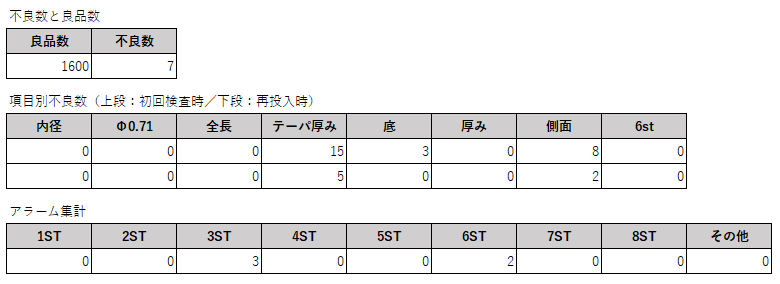 不良数と良品数
良品数 不良数
1600 7
項目別不良数（上段：初回検査時／下段：再投入時）
内径 Φ0.71 全長 テーパ厚み 底 厚み 側面 6st
0 0 0 15 3 0 8 0
0 0 0 5 0 0 2 0
アラーム集計
1ST 2ST 3ST 4ST 5ST 6ST 7ST 8ST その他
0 0 3 0 0 2 0 0 0